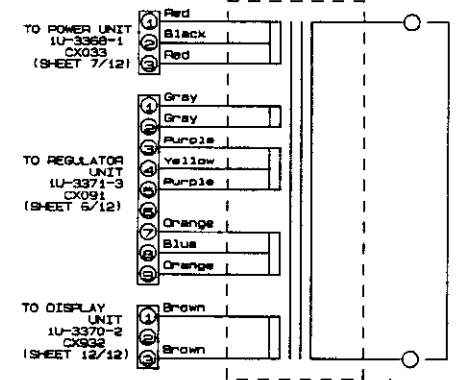 TO POWER UNIT
1U-3368-1
CX033
(SHEET 7/12)
1 Red
2 Black
3 Red
TO REGULATOR
UNIT
1U-3371-3
CX091
(SHEET 6/12)
1 Gray
2 Gray
3 Purple
4 Yellow
5 Purple
6
7 Orange
8 Blue
9 Orange
TO DISPLAY
UNIT
1U-3370-2
CX932
(SHEET 12/12)
1 Brown
2
3 Brown